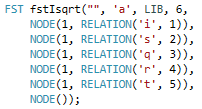 FST fstIsqrt("", 'a', LIB, 6,
    NODE(1, RELATION('i', 1)),
    NODE(1, RELATION('s', 2)),
    NODE(1, RELATION('q', 3)),
    NODE(1, RELATION('r', 4)),
    NODE(1, RELATION('t', 5)),
    NODE());